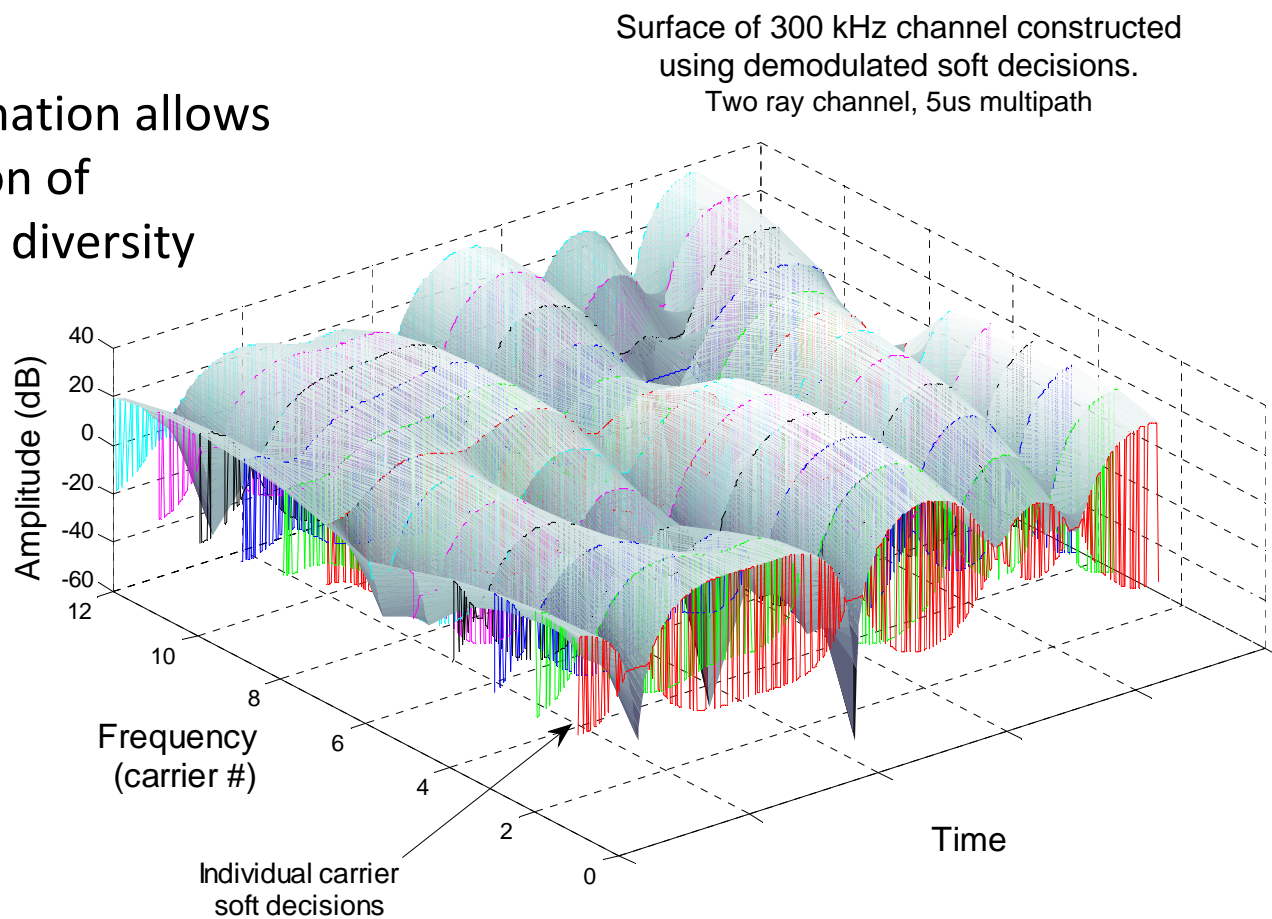 Surface of 300 kHz channel constructed
using demodulated soft decisions.
Two ray channel, 5us multipath
nation allows
on of
diversity
Amplitude (dB)
40
20
0
-20
-40
-60
12
10
8
6
4
2
0
Frequency
(carrier #)
Time
Individual carrier
soft decisions